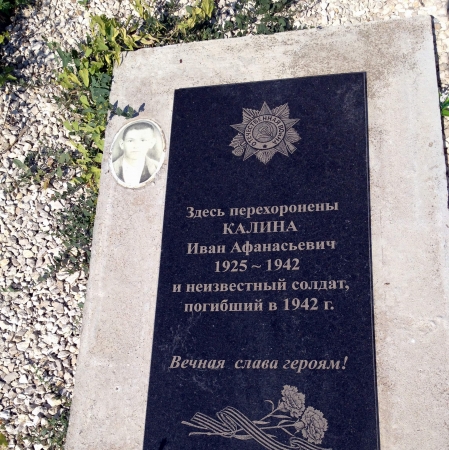 Здесь перехоронены
КАЛИНА
Иван Афанасьевич
1925 ~ 1942
и неизвестный солдат,
погибший в 1942 г.
Вечная слава героям!